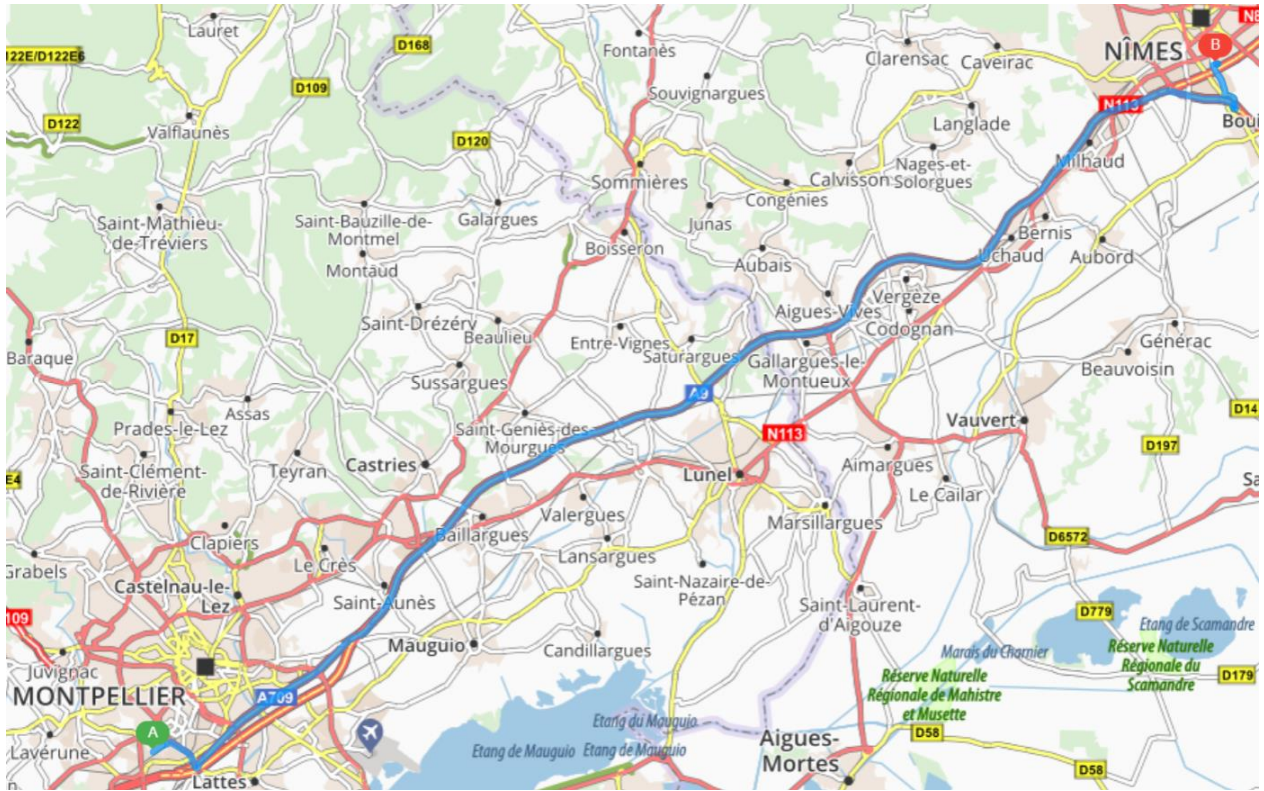 Lauret
D168
Fontanès
Clarensac
Caveirac
NÎMES
B
122E/D122E6
D109
Souvignargues
N113
D122
Valflaunès
D120
Langlade
Milhaud
Sommières
Calvisson
Nages-et-
Solorgues
Congénies
Saint-Mathieu-
de-Tréviers
Saint-Bauzille-de-
Montmel
Galargues
Junas
Bernis
Boisseron
Montaud
Aubais
Uchaud
Aubord
Vergèze
Aigues-Vives
Codognan
Saint-Drézéry
Beaulieu
Entre-Vignes
Saturargues
Gallargues-le-
Montueux
Générac
D17
Baraque
Sussargues
Beauvoisin
A9
Assas
D14
Prades-le-Lez
Saint-Geniès-des-
Mourgues
N113
Vauvert
D197
Teyran
Castries
Lunel
Aimargues
Saint-Clément-
de-Rivière
Le Cailar
Valergues
Marsillargues
Baillargues
Clapiers
D6572
Le Crès
Lansargues
Grabels
Saint-Nazaire-de-
Pézan
Castelnau-le-
Lez
Saint-Aunès
Saint-Laurent-
d'Aigouze
D779
Etang de Scamandre
109
Mauguio
Candillargues
Marais du Charnier
Réserve Naturelle
Régionale du
Scamandre
Juvignac
D179
Réserve Naturelle
Régionale de Mahistre
et Musette
MONTPELLIER
A709
Etang du Mauguio
A
D58
Lavérune
Etang de Mauguio
Etang de Mauguio
Aigues-
Mortes
D58
Lattes